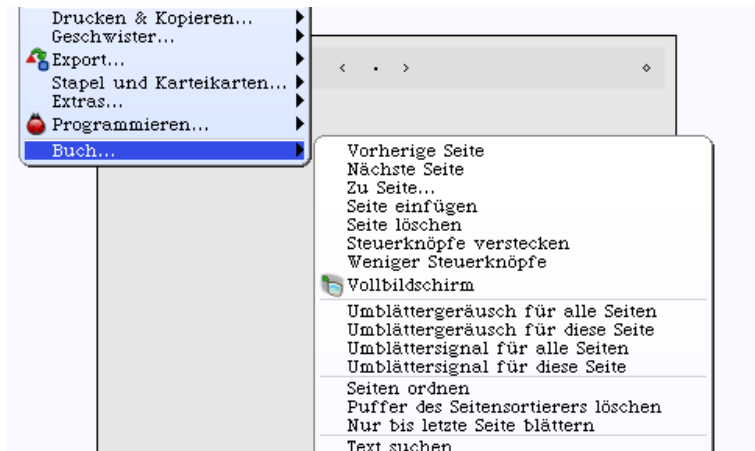 Drucken & Kopieren...
Geschwister...
Export...
Stapel und Karteikarten...
Extras...
Programmieren...
Buch...
< · >
Vorherige Seite
Nächste Seite
Zu Seite...
Seite einfügen
Seite löschen
Steuerknöpfe verstecken
Weniger Steuerknöpfe
Vollbildschirm
Umblättergeräusch für alle Seiten
Umblättergeräusch für diese Seite
Umblättersignal für alle Seiten
Umblättersignal für diese Seite
Seiten ordnen
Puffer des Seitensortierers löschen
Nur bis letzte Seite blättern
Text suchen